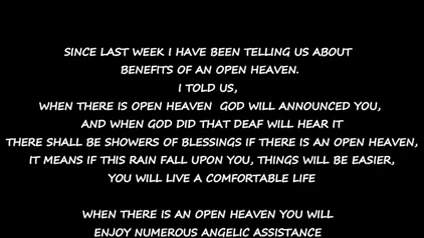 SINCE LAST WEEK I HAVE BEEN TELLING US ABOUT
BENEFITS OF AN OPEN HEAVEN.
I TOLD US,
WHEN THERE IS OPEN HEAVEN GOD WILL ANNOUNCED YOU,
AND WHEN GOD DID THAT DEAF WILL HEAR IT
THERE SHALL BE SHOWERS OF BLESSINGS IF THERE IS AN OPEN HEAVEN,
IT MEANS IF THIS RAIN FALL UPON YOU, THINGS WILL BE EASIER,
YOU WILL LIVE A COMFORTABLE LIFE
WHEN THERE IS AN OPEN HEAVEN YOU WILL
ENJOY NUMEROUS ANGELIC ASSISTANCE